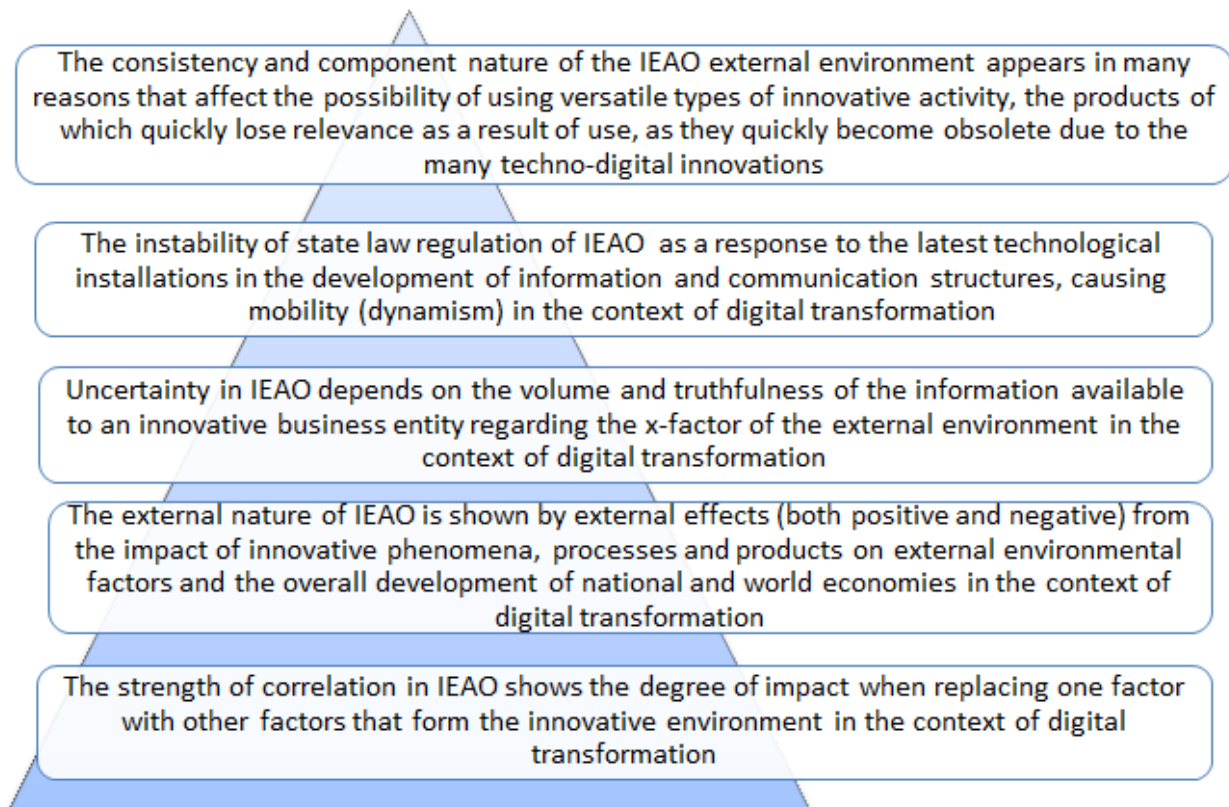 The consistency and component nature of the IEAO external environment appears in many
reasons that affect the possibility of using versatile types of innovative activity, the products of
which quickly lose relevance as a result of use, as they quickly become obsolete due to the
many techno-digital innovations
The instability of state law regulation of IEAO as a response to the latest technological
installations in the development of information and communication structures, causing
mobility (dynamism) in the context of digital transformation
Uncertainty in IEAO depends on the volume and truthfulness of the information available
to an innovative business entity regarding the x-factor of the external environment in the
context of digital transformation
The external nature of IEAO is shown by external effects (both positive and negative) from
the impact of innovative phenomena, processes and products on external environmental
factors and the overall development of national and world economies in the context of
digital transformation
The strength of correlation in IEAO shows the degree of impact when replacing one factor
with other factors that form the innovative environment in the context of digital
transformation